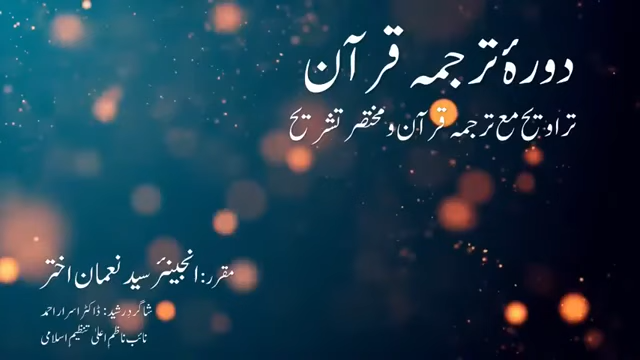 دورۂ ترجمہ قرآن
تراویح مع ترجمہ قرآن و مختصر تشریح
مقرر: انجینئر سید نعمان اختر
شاگردِ رشید: ڈاکٹر اسرار احمد
نائب ناظم اعلیٰ تنظیم اسلامی